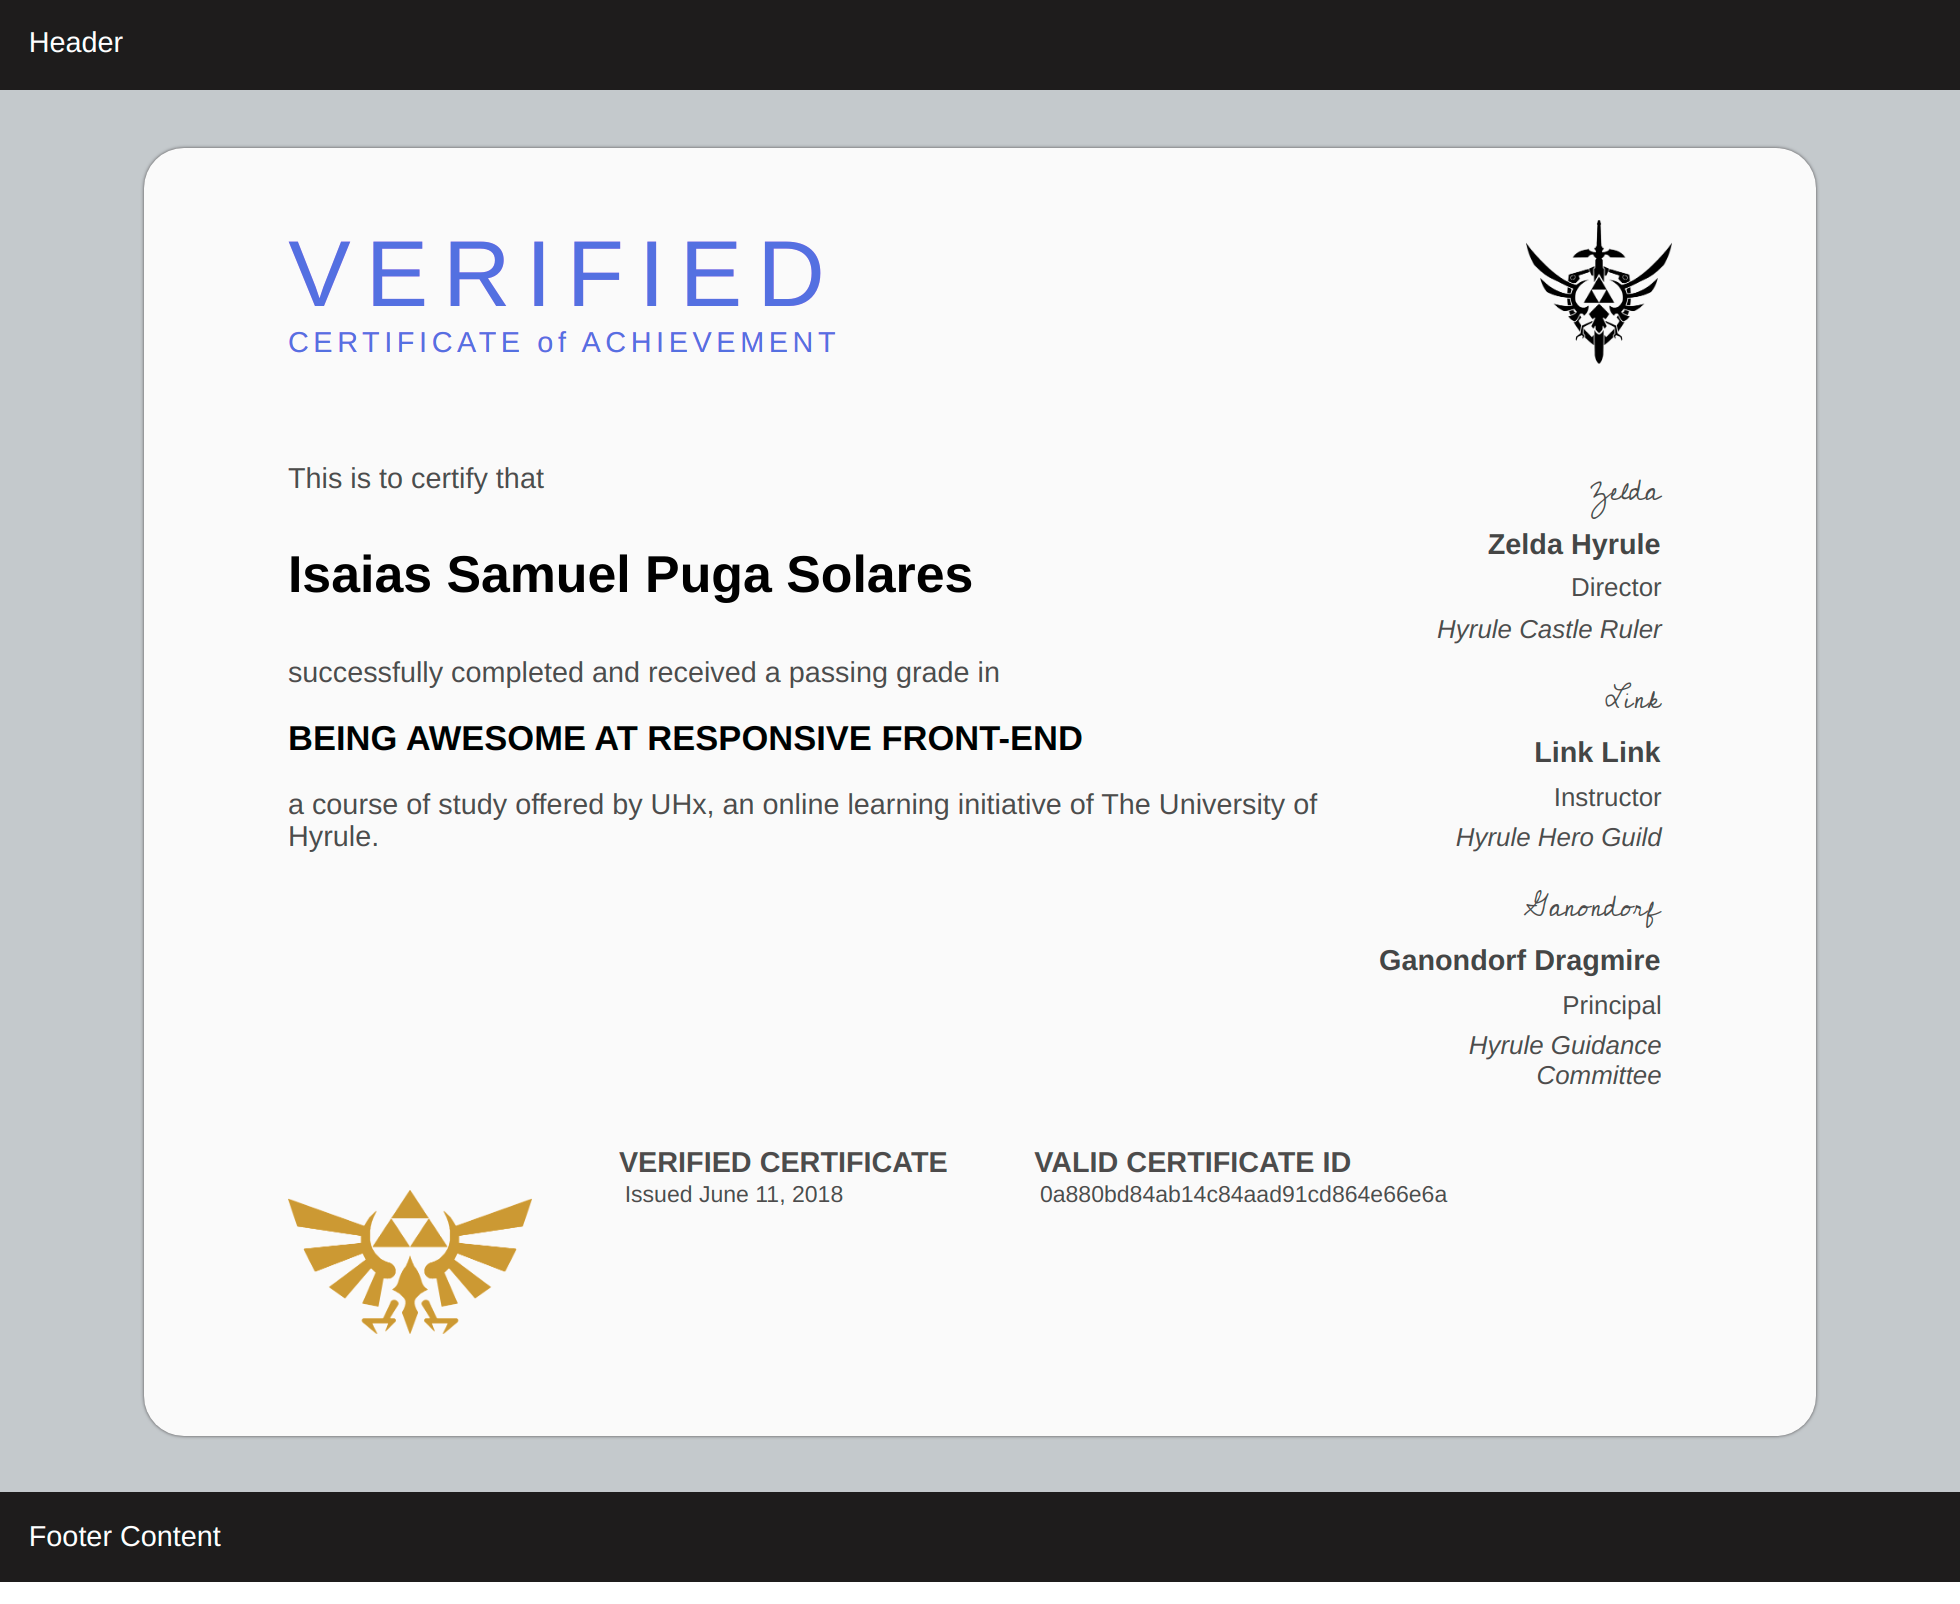 Header
VERIFIED
CERTIFICATE of ACHIEVEMENT
This is to certify that
Isaias Samuel Puga Solares
successfully completed and received a passing grade in
BEING AWESOME AT RESPONSIVE FRONT-END
a course of study offered by UHx, an online learning initiative of The University of
Hyrule.
Zelda
Zelda Hyrule
Director
Hyrule Castle Ruler
Link
Link Link
Instructor
Hyrule Hero Guild
Ganondorf
Ganondorf Dragmire
Principal
Hyrule Guidance
Committee
VERIFIED CERTIFICATE
Issued June 11, 2018
VALID CERTIFICATE ID
0a880bd84ab14c84aad91cd864e66e6a
Footer Content